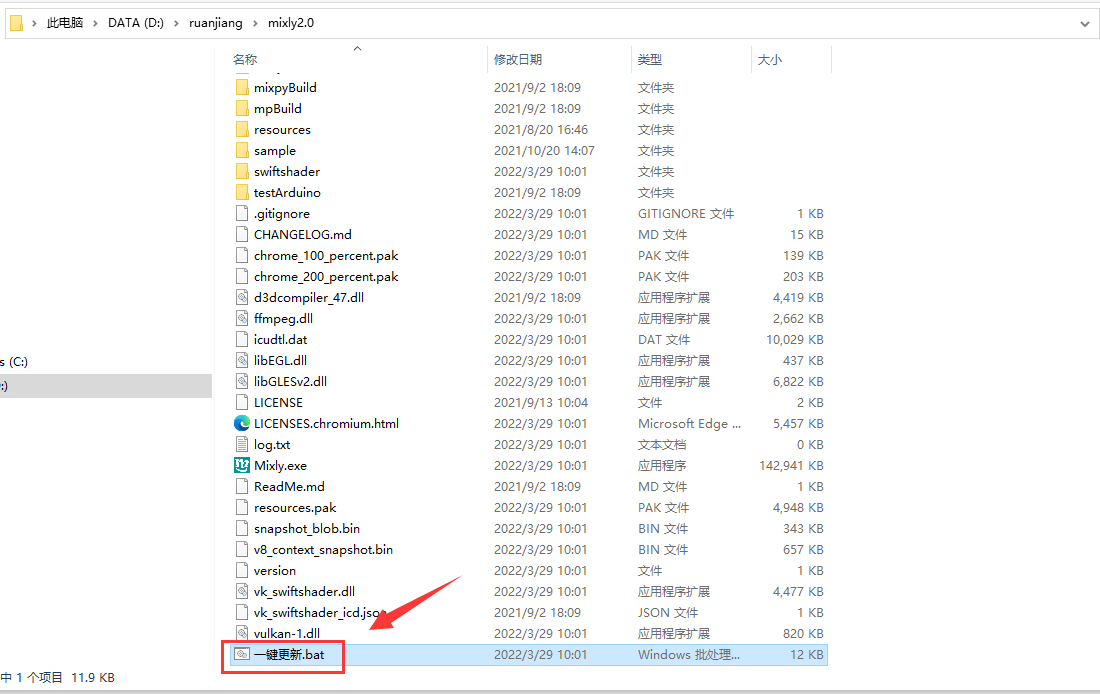 此电脑 DATA (D:) ruanjiang mixly2.0
名称 修改日期 类型 大小
mixpyBuild 2021/9/2 18:09 文件夹
mpBuild 2021/9/2 18:09 文件夹
resources 2021/8/20 16:46 文件夹
sample 2021/10/20 14:07 文件夹
swiftshader 2022/3/29 10:01 文件夹
testArduino 2021/9/2 18:09 文件夹
.gitignore 2022/3/29 10:01 GITIGNORE 文件 1 KB
CHANGELOG.md 2022/3/29 10:01 MD 文件 15 KB
chrome_100_percent.pak 2022/3/29 10:01 PAK 文件 139 KB
chrome_200_percent.pak 2022/3/29 10:01 PAK 文件 203 KB
d3dcompiler_47.dll 2021/9/2 18:09 应用程序扩展 4,419 KB
ffmpeg.dll 2022/3/29 10:01 应用程序扩展 2,662 KB
icudtl.dat 2022/3/29 10:01 DAT 文件 10,029 KB
s (C:)
libEGL.dll 2022/3/29 10:01 应用程序扩展 437 KB
:)
libGLESv2.dll 2022/3/29 10:01 应用程序扩展 6,822 KB
LICENSE 2021/9/13 10:04 文件 2 KB
LICENSES.chromium.html 2022/3/29 10:01 Microsoft Edge ... 5,457 KB
log.txt 2022/3/29 10:01 文本文档 0 KB
Mixly.exe 2022/3/29 10:01 应用程序 142,941 KB
ReadMe.md 2021/9/2 18:09 MD 文件 1 KB
resources.pak 2022/3/29 10:01 PAK 文件 4,948 KB
snapshot_blob.bin 2022/3/29 10:01 BIN 文件 343 KB
v8_context_snapshot.bin 2022/3/29 10:01 BIN 文件 657 KB
version 2022/3/29 10:01 文件 1 KB
vk_swiftshader.dll 2022/3/29 10:01 应用程序扩展 4,477 KB
vk_swiftshader_icd.json 2021/9/2 18:09 JSON 文件 1 KB
vulkan-1.dll 2022/3/29 10:01 应用程序扩展 820 KB
一键更新.bat 2022/3/29 10:01 Windows 批处理... 12 KB
中 1 个项目 11.9 KB